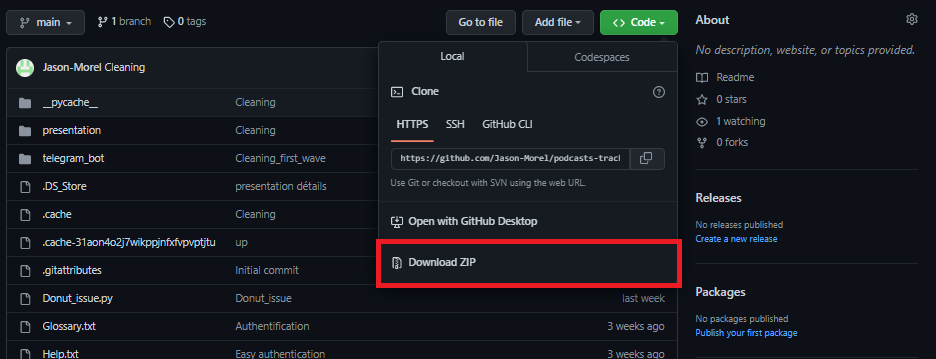 main
1 branch
0 tags
Go to file
Add file
Code
Jason-Morel Cleaning
__pycache__ Cleaning
presentation Cleaning
telegram_bot Cleaning_first_wave
.DS_Store présentation détails
.cache Cleaning
.cache-31aon4o2j7wikppjnfxfvpvptjtu up
.gitattributes Initial commit
Donut_issue.py Donut_issue last week
Glossary.txt Authentification 3 weeks ago
Help.txt Easy authentification 3 weeks ago
Local
Codespaces
Clone
HTTPS SSH GitHub CLI
https://github.com/Jason-Morel/podcasts-tracl
Use Git or checkout with SVN using the web URL.
Open with GitHub Desktop
Download ZIP
About
No description, website, or topics provided.
Readme
0 stars
1 watching
0 forks
Releases
No releases published
Create a new release
Packages
No packages published
Publish your first package